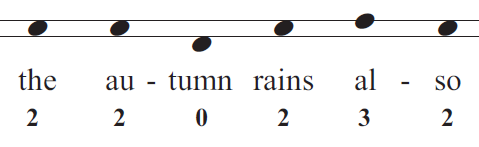 the au - tumn rains al - so
2 2 0 2 3 2